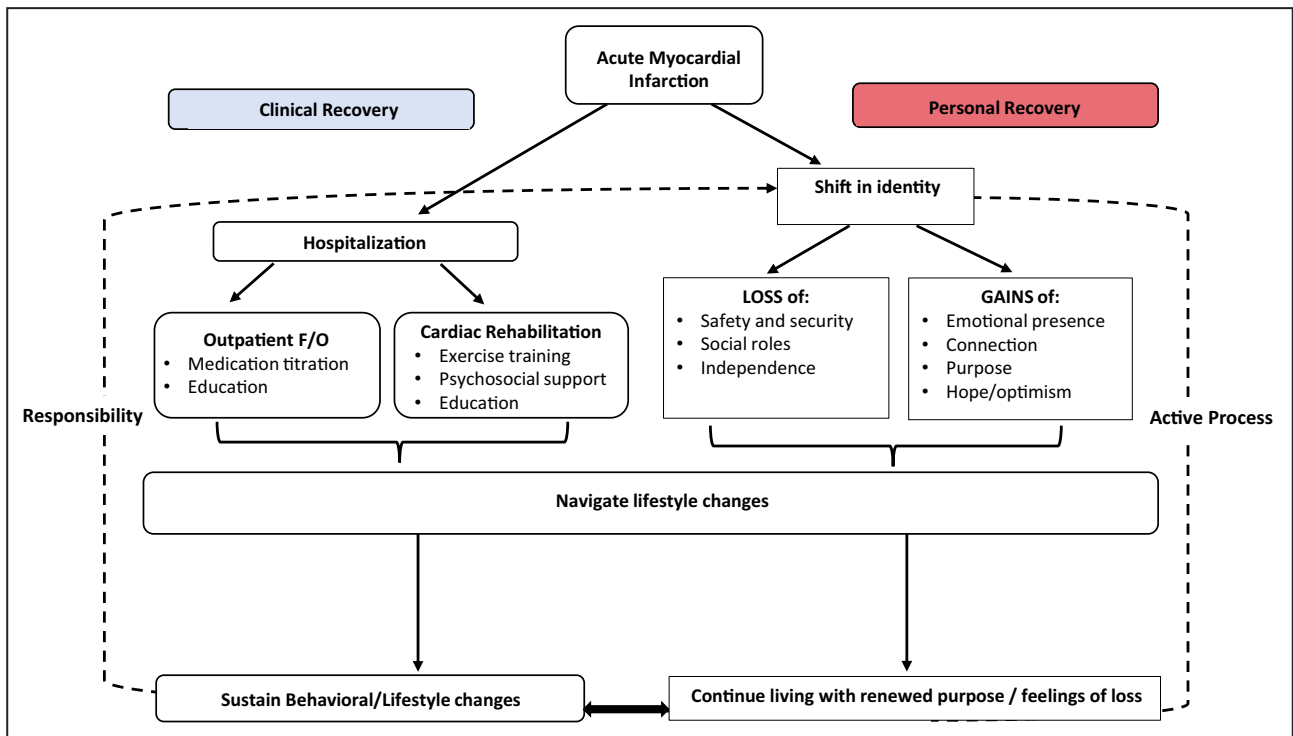 Acute Myocardial
Infarction
Clinical Recovery
Personal Recovery
Shift in identity
Hospitalization
Outpatient F/O
• Medication titration
• Education
Cardiac Rehabilitation
• Exercise training
• Psychosocial support
• Education
LOSS of:
• Safety and security
• Social roles
• Independence
GAINS of:
• Emotional presence
• Connection
• Purpose
• Hope/optimism
Responsibility
Active Process
Navigate lifestyle changes
Sustain Behavioral/Lifestyle changes
Continue living with renewed purpose / feelings of loss